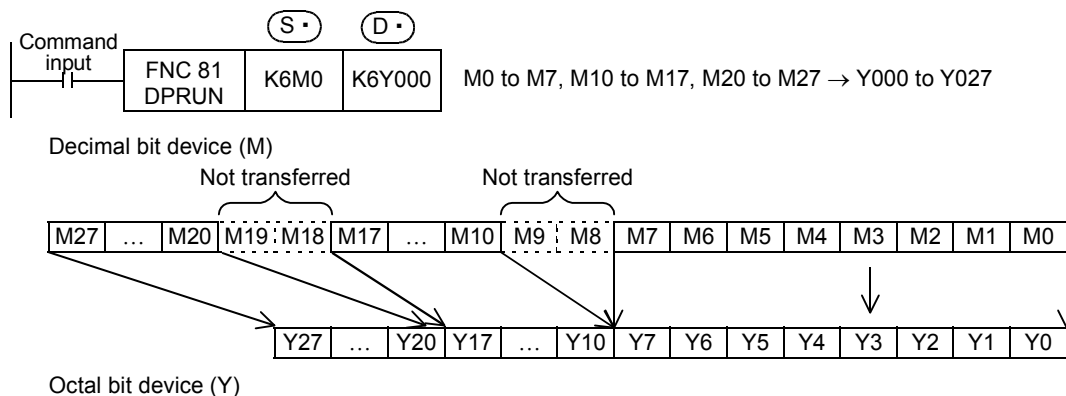 S· D·
Command input
FNC 81 DPRUN K6M0 K6Y000 M0 to M7, M10 to M17, M20 to M27 → Y000 to Y027
Decimal bit device (M)
Not transferred Not transferred
M27 … M20 M19 M18 M17 … M10 M9 M8 M7 M6 M5 M4 M3 M2 M1 M0
Y27 … Y20 Y17 … Y10 Y7 Y6 Y5 Y4 Y3 Y2 Y1 Y0
Octal bit device (Y)